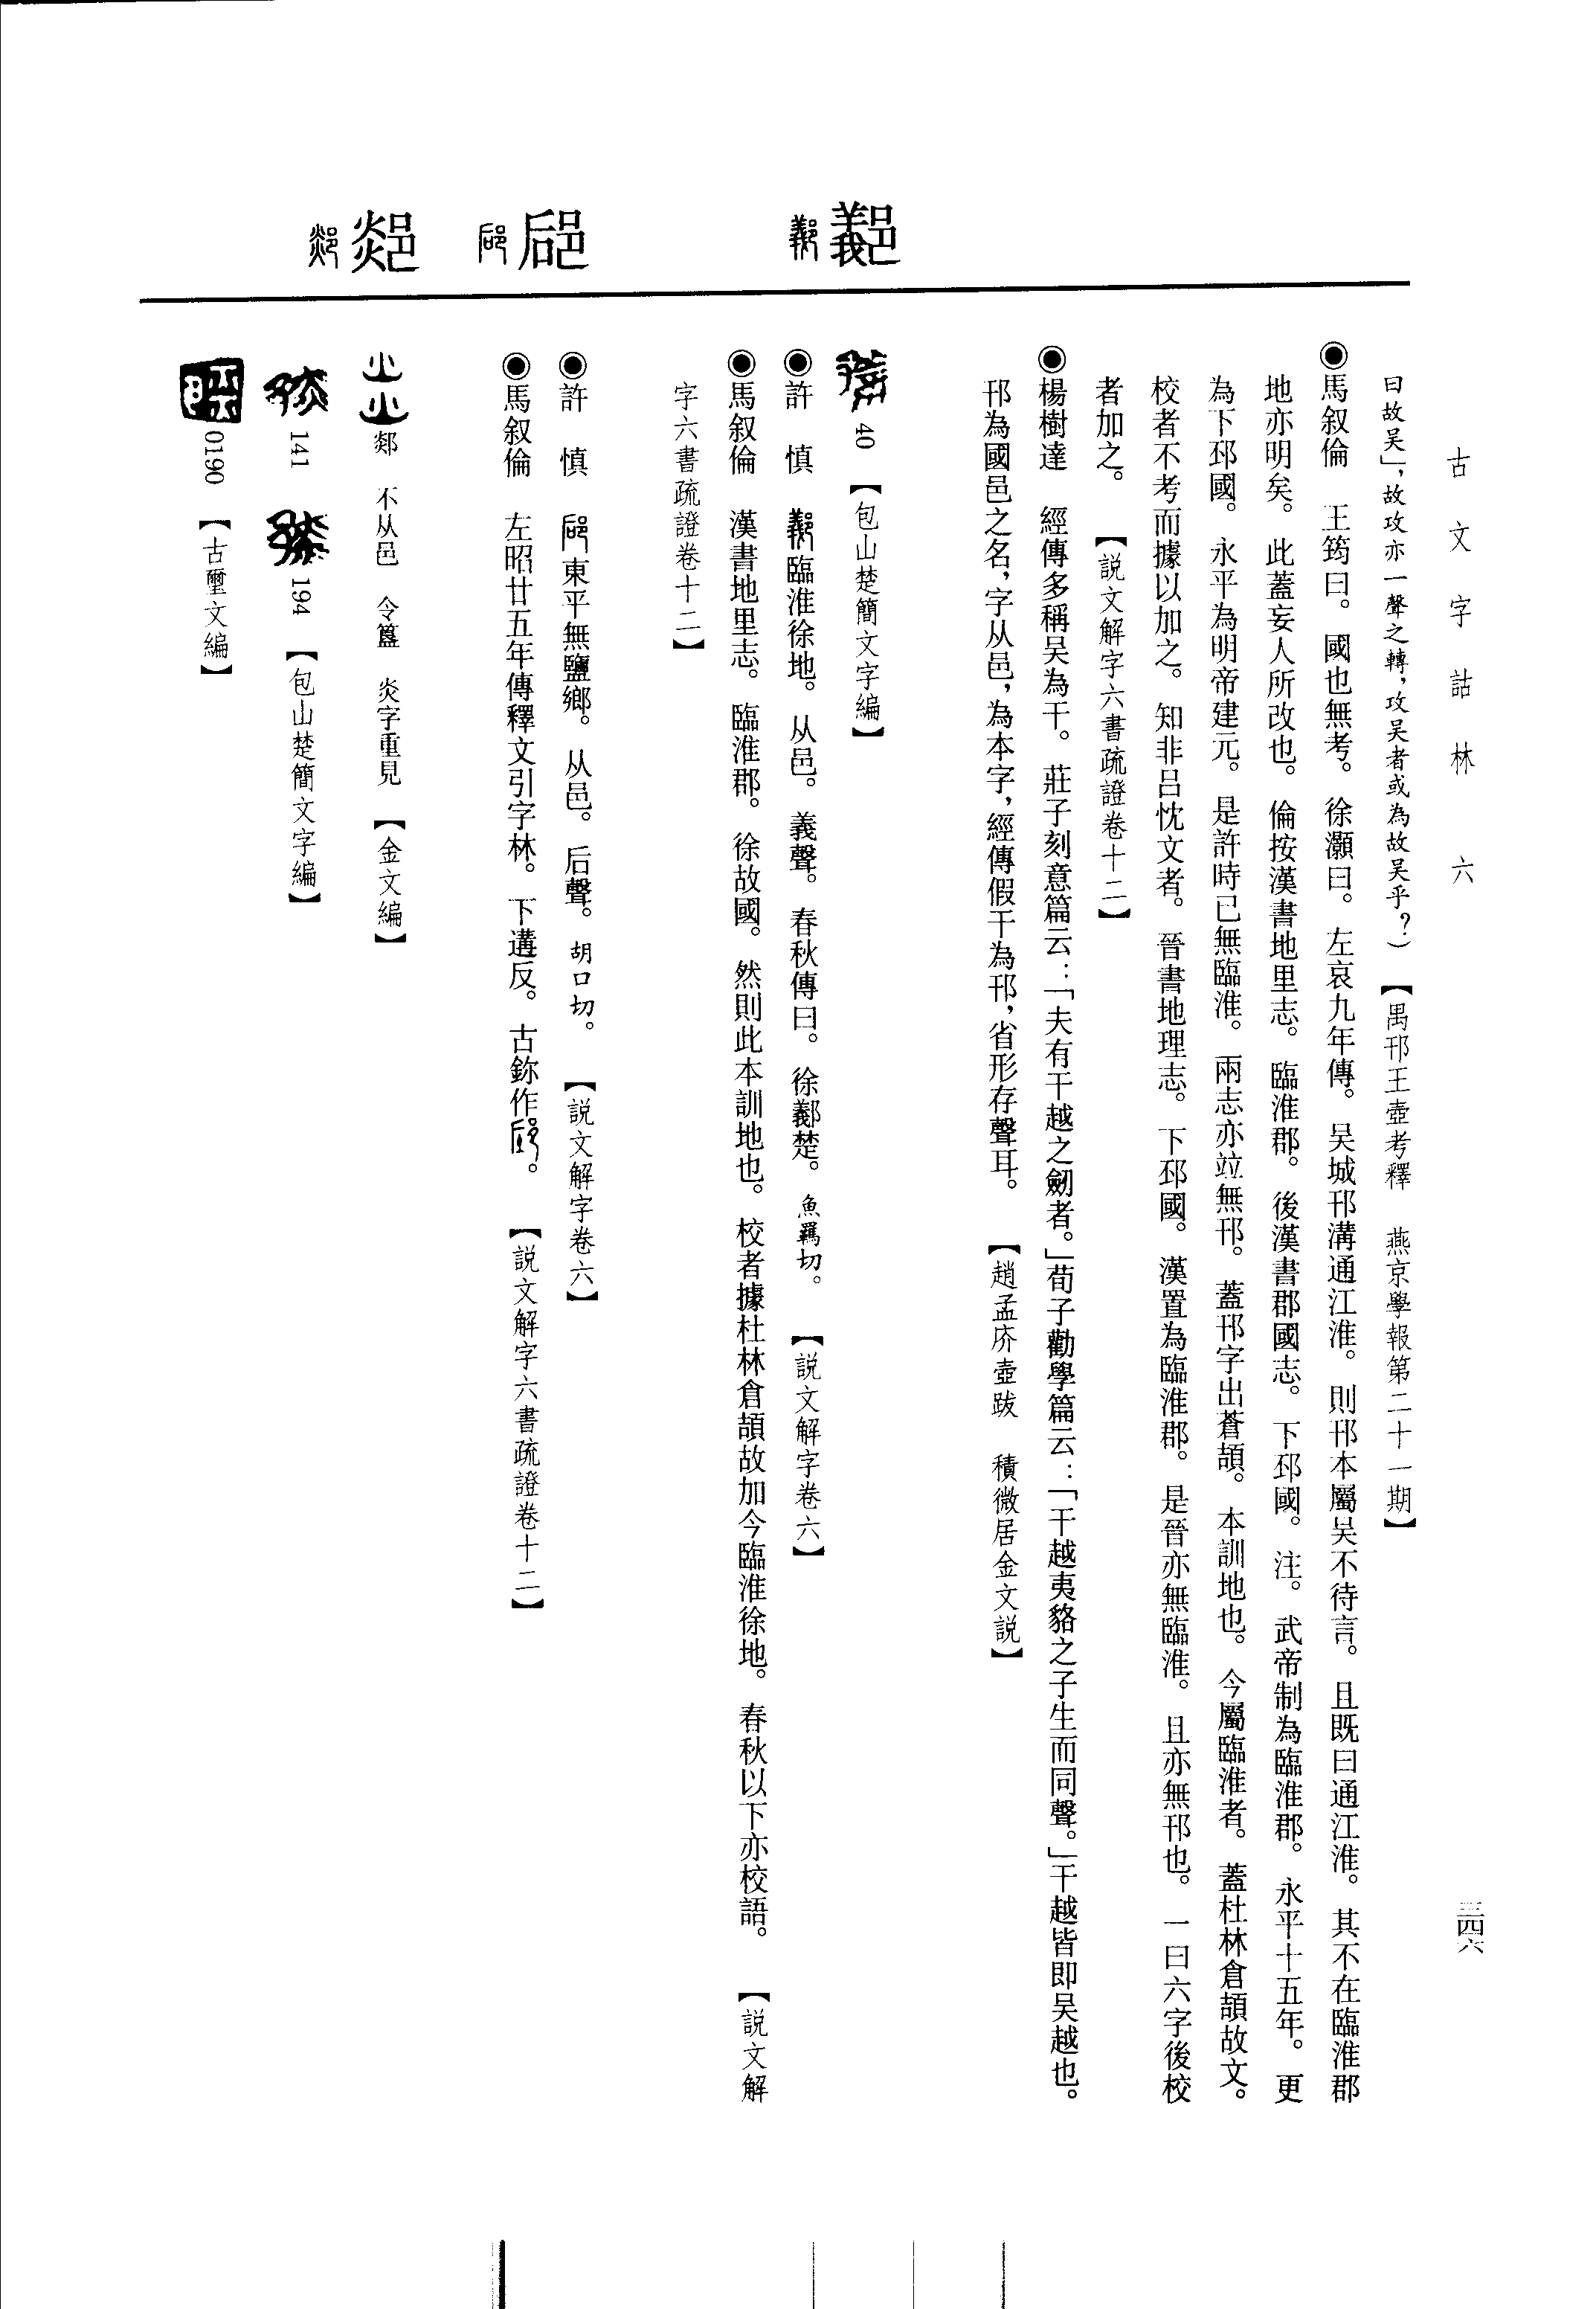 古文字詁林　六
三四六
曰故吴」，故攻亦一聲之轉，攻吴者或為故吴乎？）　【禺邗王壺考釋　燕京學報第二十一期】
◉馬叙倫　王筠曰。國也無考。徐灝曰。左哀九年傳。吴城邗溝通江淮。則邗本屬吴不待言。且既曰通江淮。其不在臨淮郡
地亦明矣。此蓋妄人所改也。倫按漢書地里志。臨淮郡。後漢書郡國志。下邳國。注。武帝制為臨淮郡。永平十五年。更
為下邳國。永平為明帝建元。是許時已無臨淮。兩志亦竝無邗。蓋邗字出蒼頡。本訓地也。今屬臨淮者。蓋杜林倉頡故文。
校者不考而據以加之。知非吕忱文者。晉書地理志。下邳國。漢置為臨淮郡。是晉亦無臨淮。且亦無邗也。一曰六字後校
者加之。　【説文解字六書疏證卷十二】
◉楊樹達　經傳多稱吴為干。莊子刻意篇云：「夫有干越之劒者。」荀子勸學篇云：「干越夷貉之子生而同聲。」干越皆即吴越也。
邗為國邑之名，字从邑，為本字，經傳假干為邗，省形存聲耳。　【趙孟庎壺跋　積微居金文説】
䣡
40　【包山楚簡文字編】
◉許　慎　䣡臨淮徐地。从邑。義聲。春秋傳曰。徐䣡楚。魚羈切。　【説文解字卷六】
◉馬叙倫　漢書地里志。臨淮郡。徐故國。然則此本訓地也。校者據杜林倉頡故加今臨淮徐地。春秋以下亦校語。　【説文解
字六書疏證卷十二】
郈
◉許　慎　郈東平無鹽鄉。从邑。后聲。胡口切。　【説文解字卷六】
◉馬叙倫　左昭廿五年傳釋文引字林。下遘反。古鉨作郈。　【説文解字六書疏證卷十二】
郯
郯　不从邑　令簋　炎字重見　【金文編】
141　194　【包山楚簡文字編】
0190　【古璽文編】